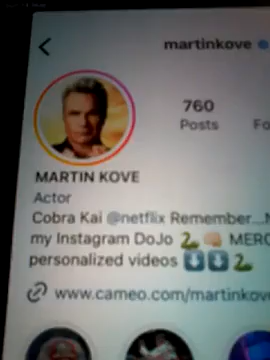 martinkove
760
Posts
Fo
MARTIN KOVE
Actor
Cobra Kai @netflix Remember...N
my Instagram DoJo 🐍 👊🏻 MERC
personalized videos ⬇️⬇️🐍
www.cameo.com/martinkove